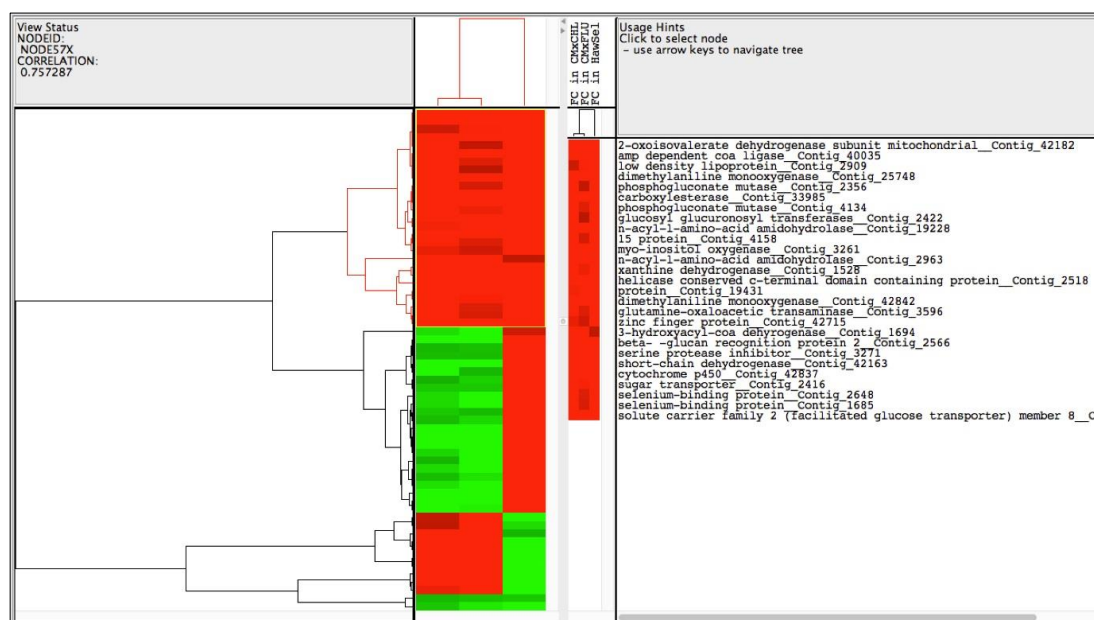 View Status
NODEID:
NODE57X
CORRELATION:
0.757287
FC in CMxCHL
FC in CMxFLU
FC in HawSel
Usage Hints
Click to select node
- use arrow keys to navigate tree
2-oxoisovalerate dehydrogenase subunit mitochondrial__Contig_42182
amp dependent coa ligase__Contig_40035
low density lipoprotein__Contig_2909
dimethylaniline monooxygenase__Contig_25748
phosphogluconate mutase__Contig_2356
carboxylesterase__Contig_33985
phosphogluconate mutase__Contig_4134
glucosyl glucuronosyl transferases__Contig_2422
n-acyl-l-amino-acid amidohydrolase__Contig_19228
15 protein__Contig_4158
myo-inositol oxygenase__Contig_3261
n-acyl-l-amino-acid amidohydrolase__Contig_2963
xanthine dehydrogenase__Contig_1528
helicase conserved c-terminal domain containing protein__Contig_2518
protein__Contig_19431
dimethylaniline monooxygenase__Contig_42842
glutamine-oxaloacetic transaminase__Contig_3596
zinc finger protein__Contig_42715
3-hydroxyacyl-coa dehyrogenase__Contig_1694
beta- -glucan recognition protein 2__Contig_2566
serine protease inhibitor__Contig_3271
short-chain dehydrogenase__Contig_42163
cytochrome p450__Contig_42837
sugar transporter__Contig_2416
selenium-binding protein__Contig_2648
selenium-binding protein__Contig_1685
solute carrier family 2 (facilitated glucose transporter) member 8__C